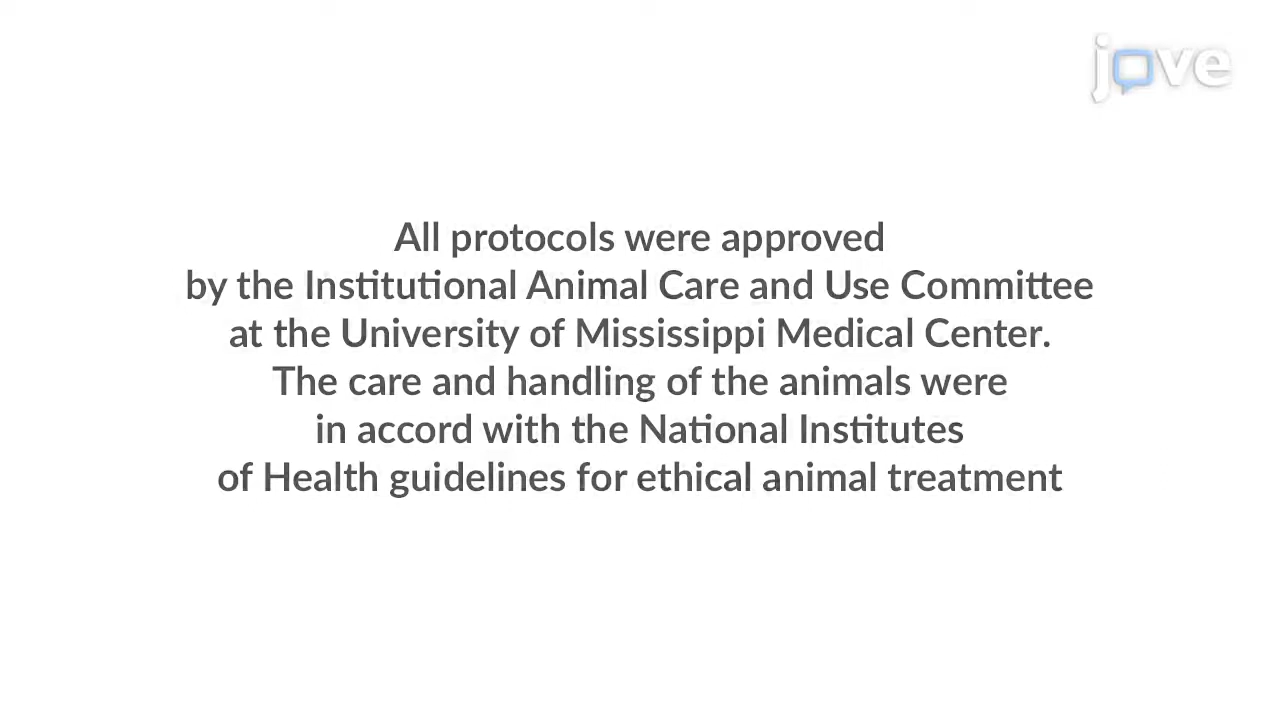 jove
All protocols were approved
by the Institutional Animal Care and Use Committee
at the University of Mississippi Medical Center.
The care and handling of the animals were
in accord with the National Institutes
of Health guidelines for ethical animal treatment